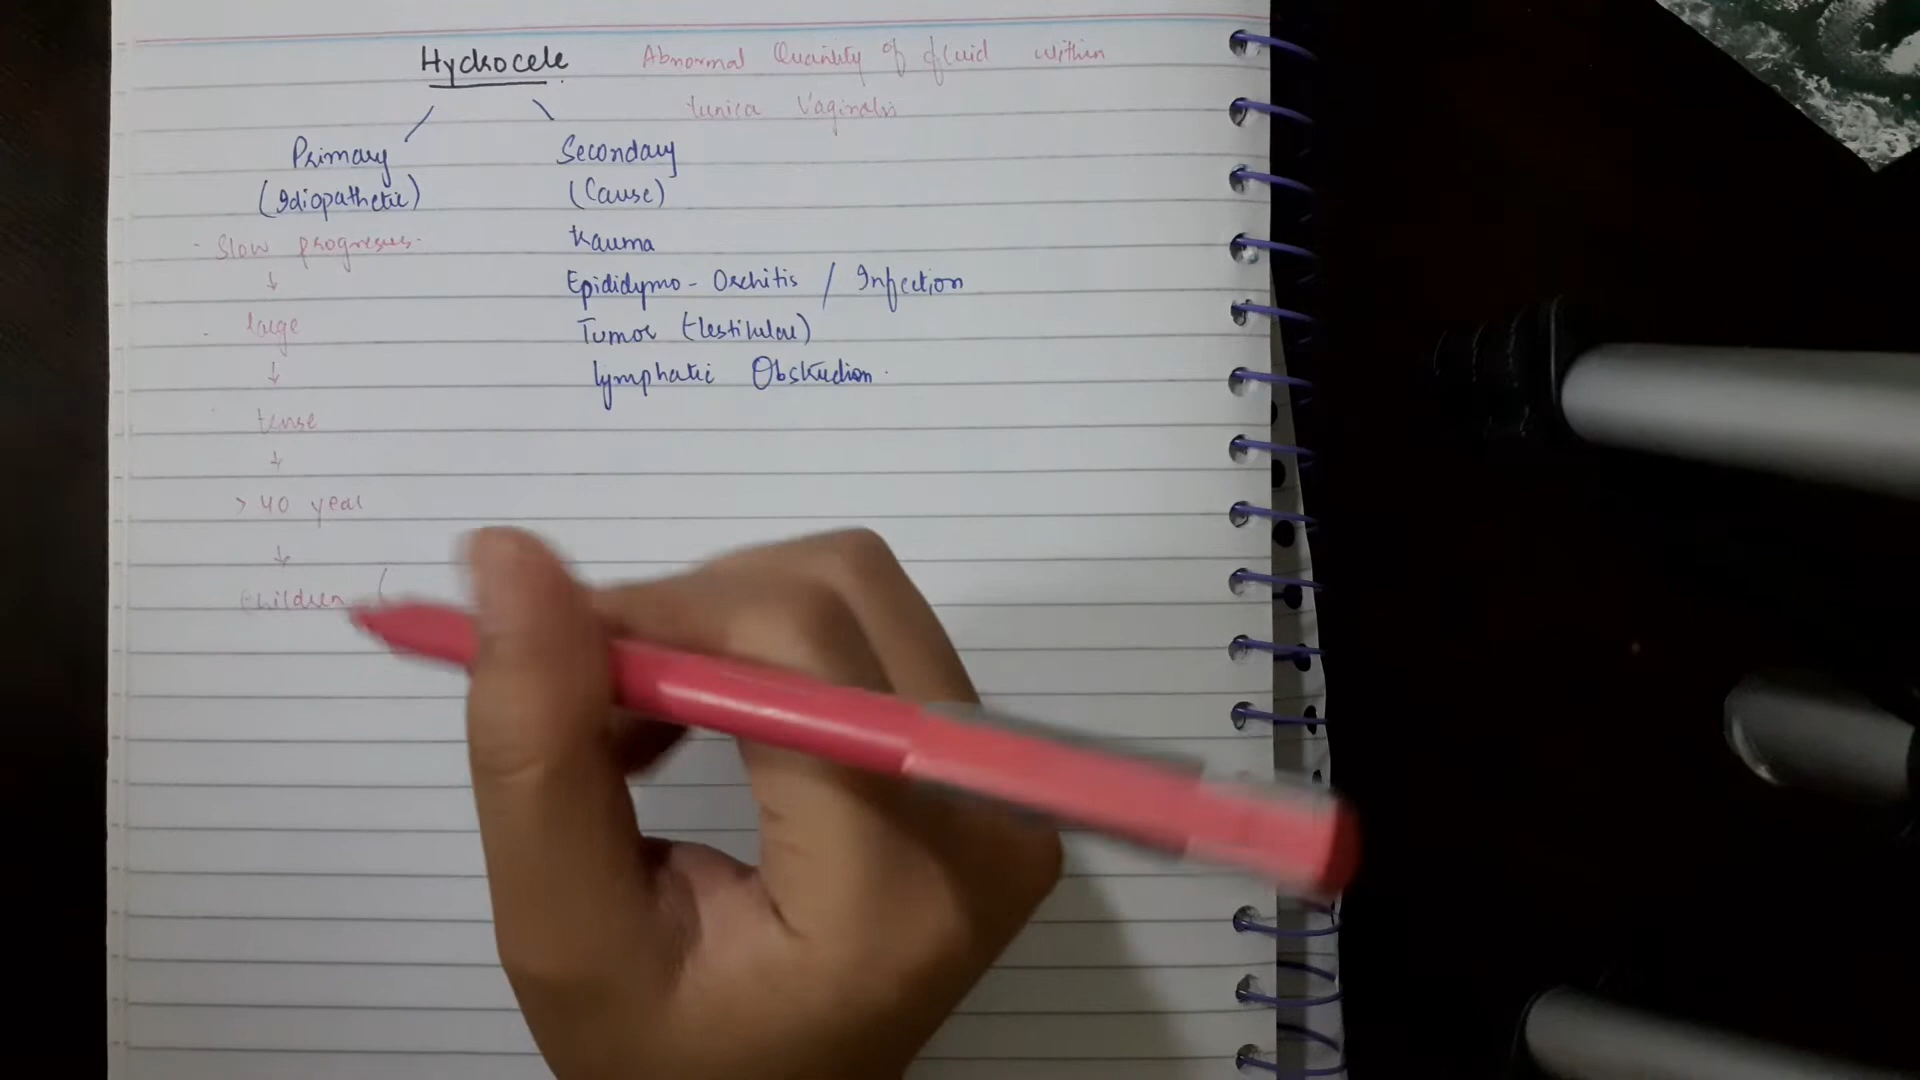 Hydrocele. Abnormal Quantity of fluid within
tunica Vaginalis
Primary
(Idiopathetic)
- Slow progresses.
↓
. large
↓
. tense
↓
> 40 year
↓
Children (
Secondary
(Cause)
trauma
Epididymo - Orchitis / Infection
Tumor (testicular)
lymphatic Obstruction.